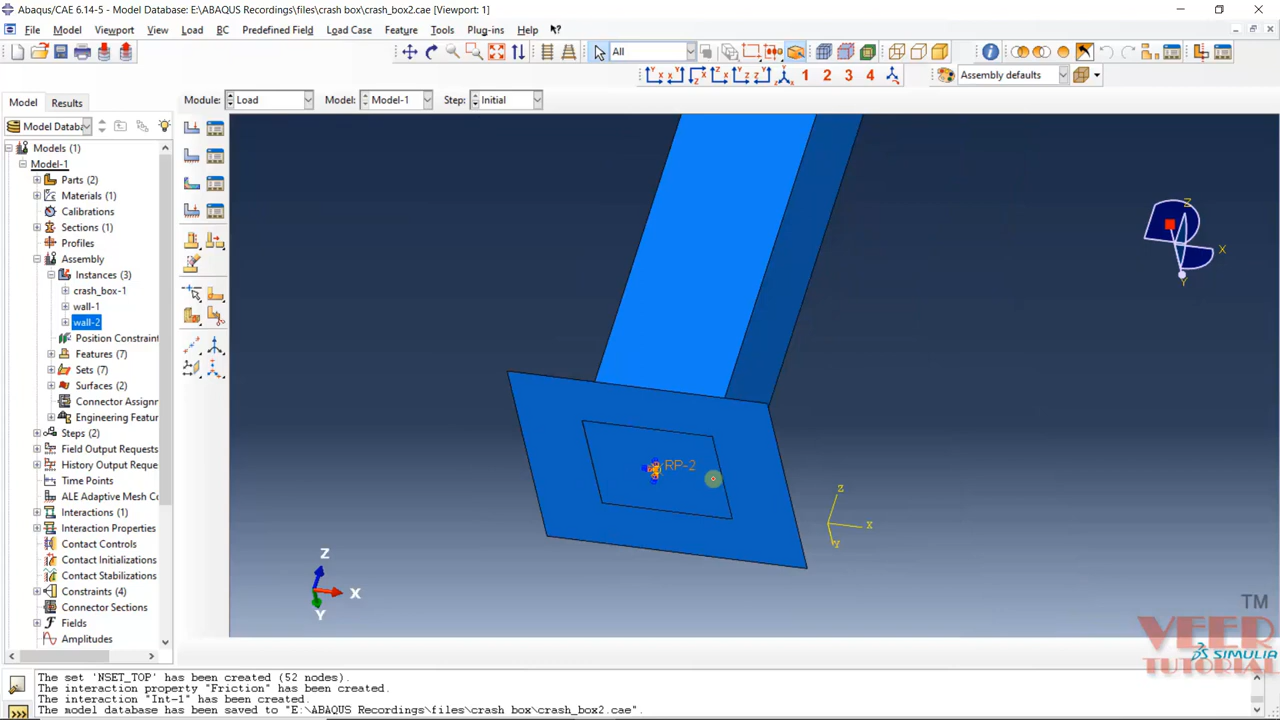 Abaqus/CAE 6.14-5 - Model Database: E:\ABAQUS Recordings\files\crash box\crash_box2.cae [Viewport: 1]
File Model Viewport View Load BC Predefined Field Load Case Feature Tools Plug-ins Help
All
1 2 3 4 Assembly defaults
Model Results Module: Load Model: Model-1 Step: Initial
Model Databa
Models (1)
Model-1
Parts (2)
Materials (1)
Calibrations
Sections (1)
Profiles
Assembly
Instances (3)
crash_box-1
wall-1
wall-2
Position Constraint
Features (7)
Sets (7)
Surfaces (2)
Connector Assignm
Engineering Featur
Steps (2)
Field Output Requests
History Output Reque
Time Points
ALE Adaptive Mesh Co
Interactions (1)
Interaction Properties
Contact Controls
Contact Initializations
Contact Stabilizations
Constraints (4)
Connector Sections
Fields
Amplitudes
Z
X
Y
RP-2
Z
X
Y
Z
X
Y
TM
VEER
SIMULIA
TUTORIAL
The set 'NSET_TOP' has been created (52 nodes).
The interaction property "Friction" has been created.
The interaction "Int-1" has been created.
The model database has been saved to "E:\ABAQUS Recordings\files\crash box\crash_box2.cae".